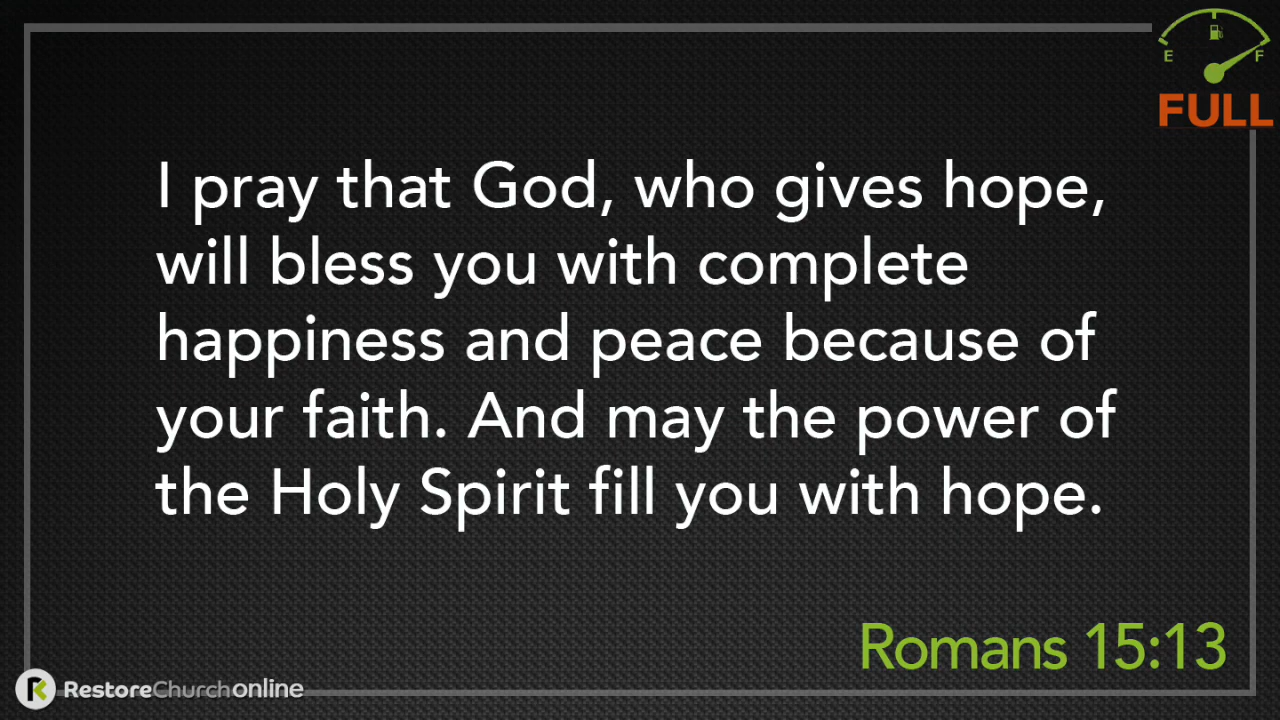 E F
FULL
I pray that God, who gives hope,
will bless you with complete
happiness and peace because of
your faith. And may the power of
the Holy Spirit fill you with hope.
Romans 15:13
RestoreChurchonline